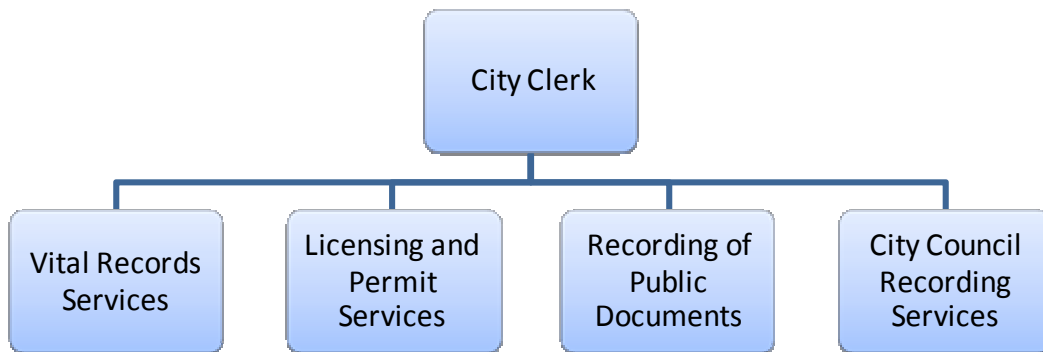 City Clerk
Vital Records
Services
Licensing and
Permit
Services
Recording of
Public
Documents
City Council
Recording
Services